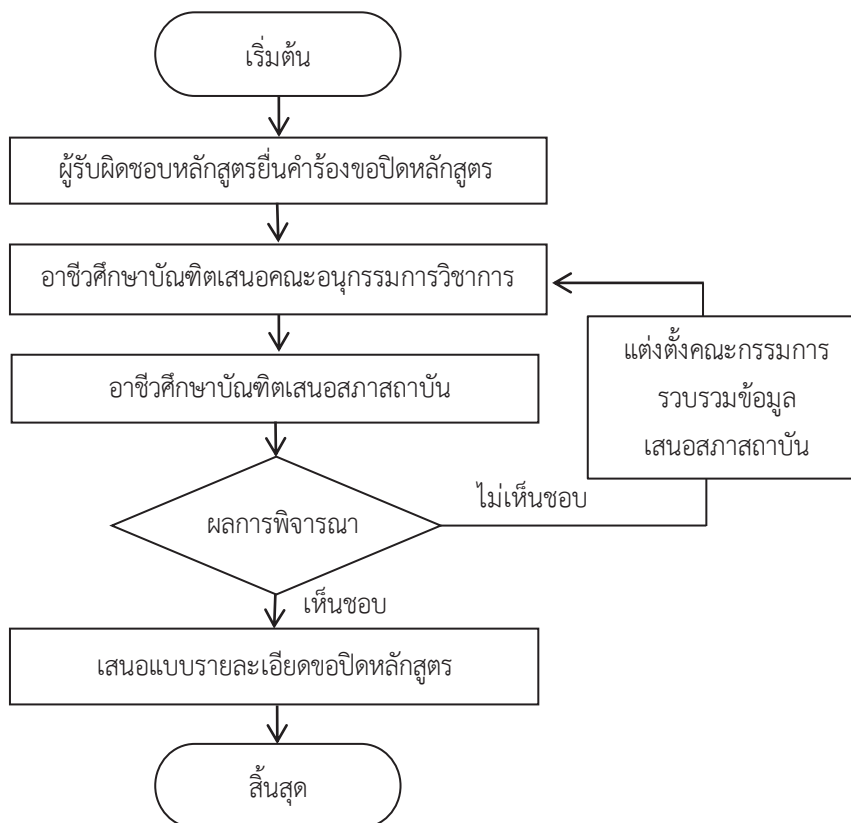 เริ่มต้น
ผู้รับผิดชอบหลักสูตรยื่นคำร้องขอปิดหลักสูตร
อาชีวศึกษาบัณฑิตเสนอคณะอนุกรรมการวิชาการ
อาชีวศึกษาบัณฑิตเสนอสภาสถาบัน
แต่งตั้งคณะกรรมการ
รวบรวมข้อมูล
เสนอสภาสถาบัน
ผลการพิจารณา
ไม่เห็นชอบ
เห็นชอบ
เสนอแบบรายละเอียดขอปิดหลักสูตร
สิ้นสุด